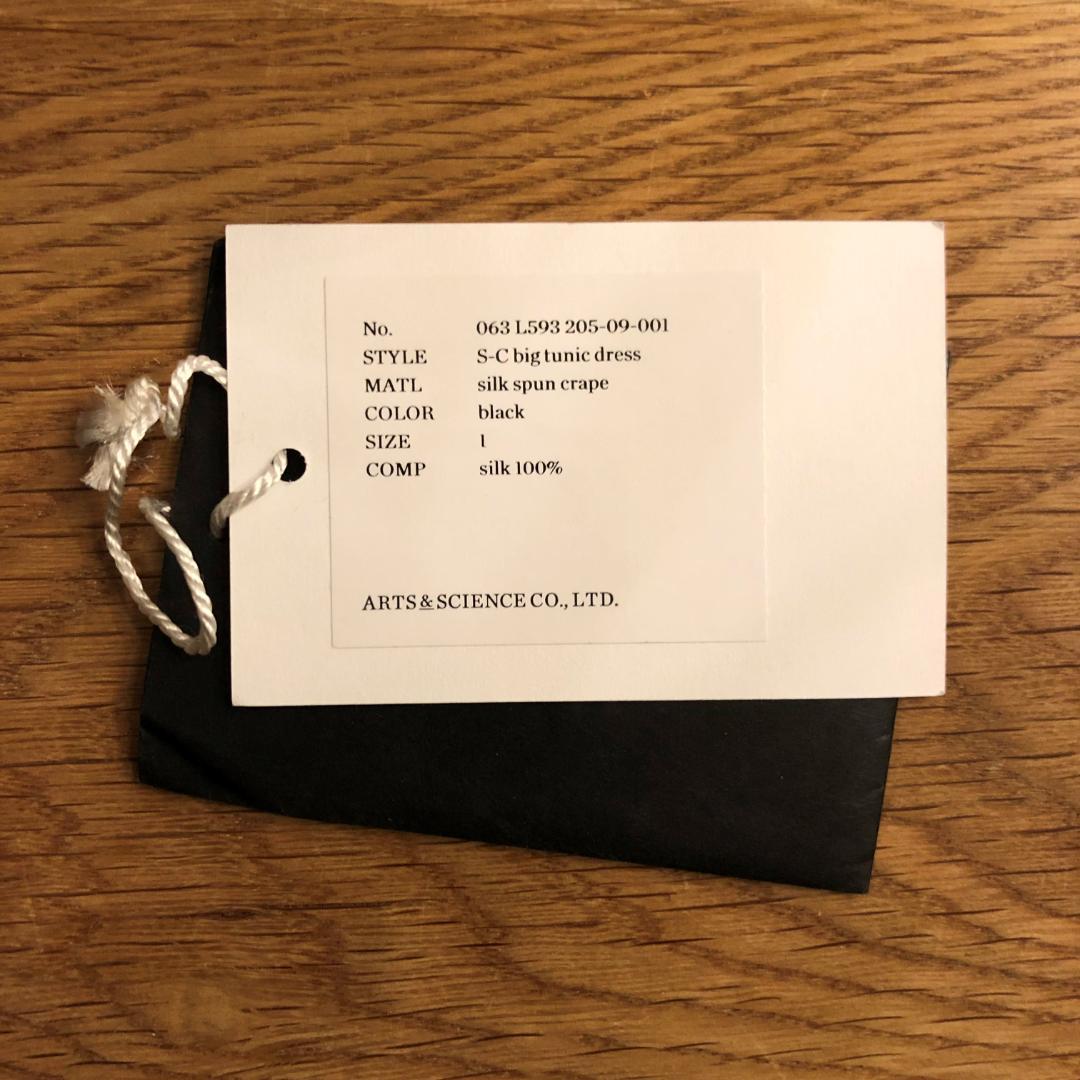 No. 063 L593 205-09-001
STYLE S-C big tunic dress
MATL silk spun crape
COLOR black
SIZE 1
COMP silk 100%
ARTS & SCIENCE CO., LTD.